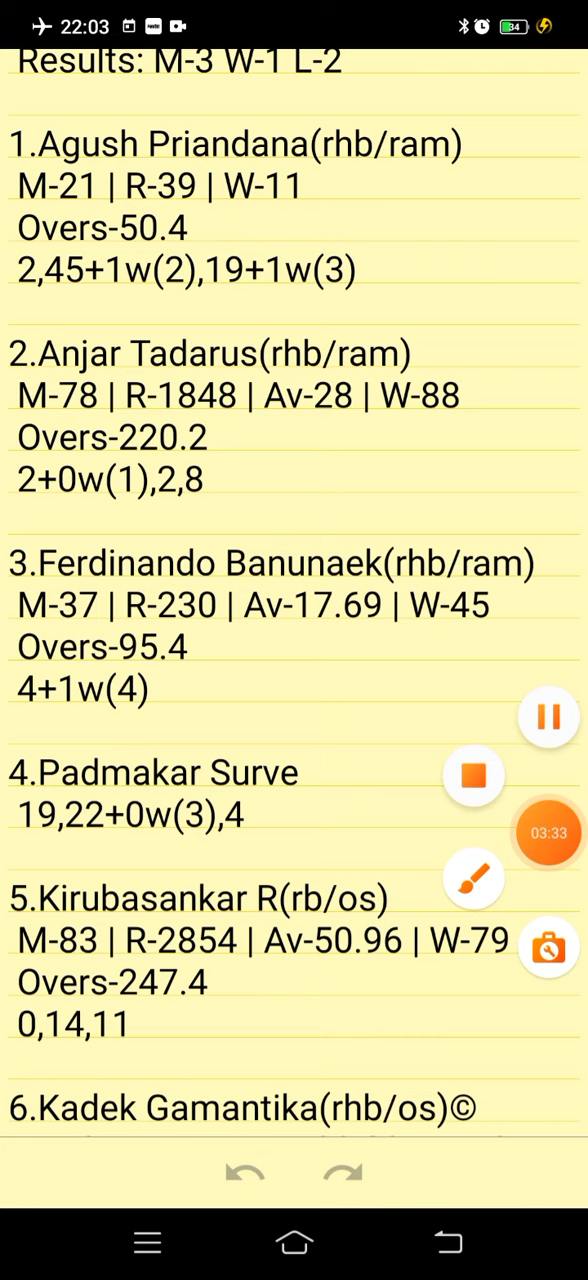 22:03
34
Results: M-3 W-1 L-2
1.Agush Priandana(rhb/ram)
M-21 | R-39 | W-11
Overs-50.4
2,45+1w(2),19+1w(3)
2.Anjar Tadarus(rhb/ram)
M-78 | R-1848 | Av-28 | W-88
Overs-220.2
2+0w(1),2,8
3.Ferdinando Banunaek(rhb/ram)
M-37 | R-230 | Av-17.69 | W-45
Overs-95.4
4+1w(4)
4.Padmakar Surve
19,22+0w(3),4
03:33
5.Kirubasankar R(rb/os)
M-83 | R-2854 | Av-50.96 | W-79
Overs-247.4
0,14,11
6.Kadek Gamantika(rhb/os)©